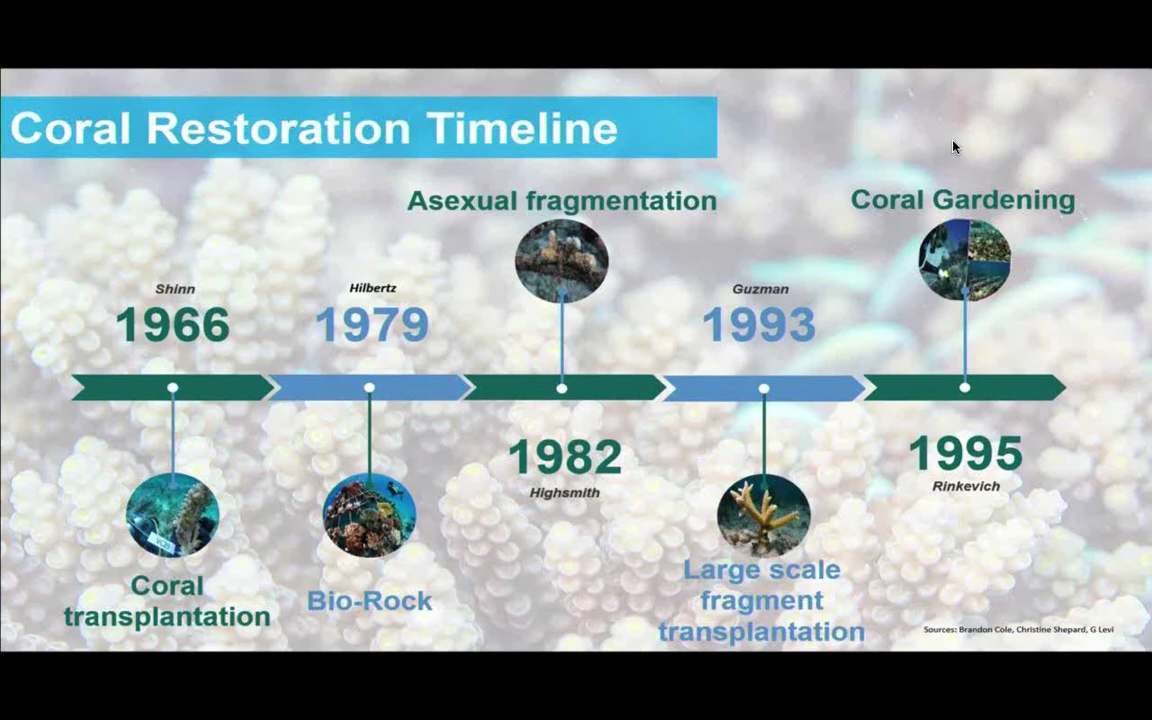 Coral Restoration Timeline
Asexual fragmentation
Coral Gardening
Shinn
1966
Hilbertz
1979
Guzman
1993
1982
Highsmith
1995
Rinkevich
Coral
transplantation
Bio-Rock
Large scale
fragment
transplantation
Sources: Brandon Cole, Christine Shepard, G Levi